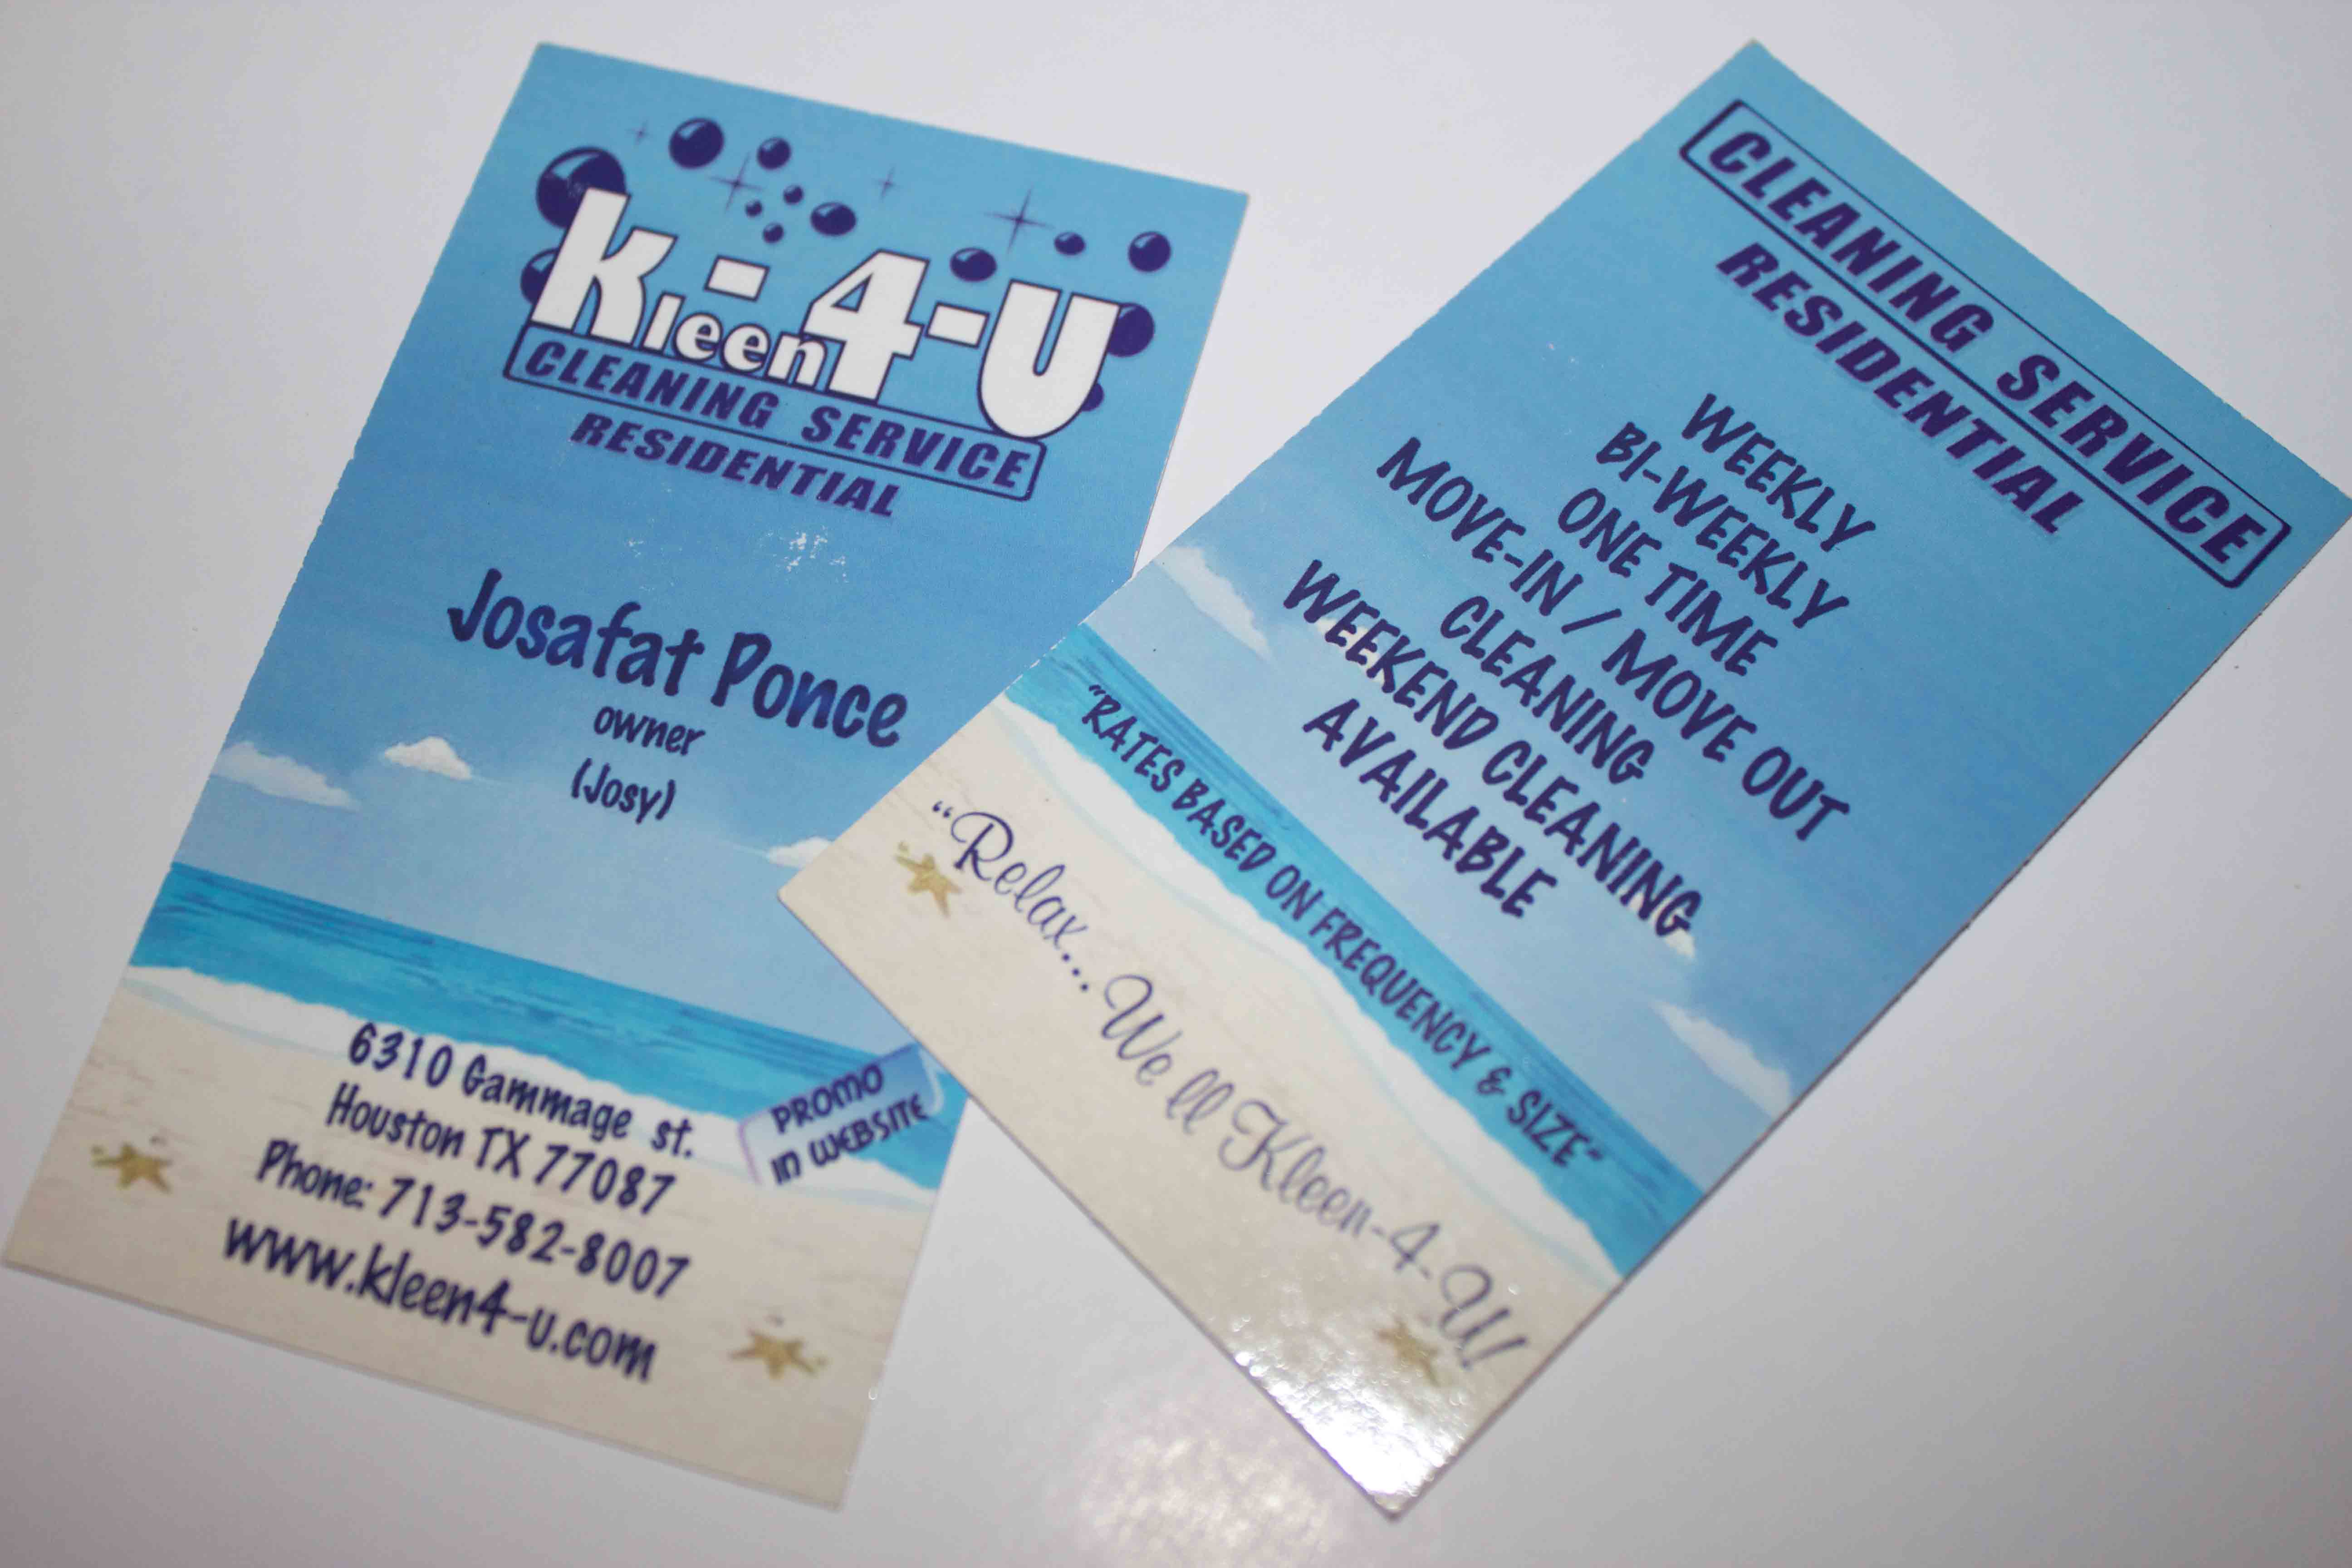 Kleen-4-U
CLEANING SERVICE
RESIDENTIAL
Josafat Ponce
owner
(Josy)
6310 Gammage st.
Houston TX 77087
Phone: 713-582-8007
www.kleen4-u.com
PROMO
IN WEBSITE
CLEANING SERVICE
RESIDENTIAL
WEEKLY
BI-WEEKLY
ONE TIME
MOVE-IN / MOVE OUT
CLEANING
WEEKEND CLEANING
AVAILABLE
"RATES BASED ON FREQUENCY & SIZE"
"Relax... We ll Kleen-4-U!